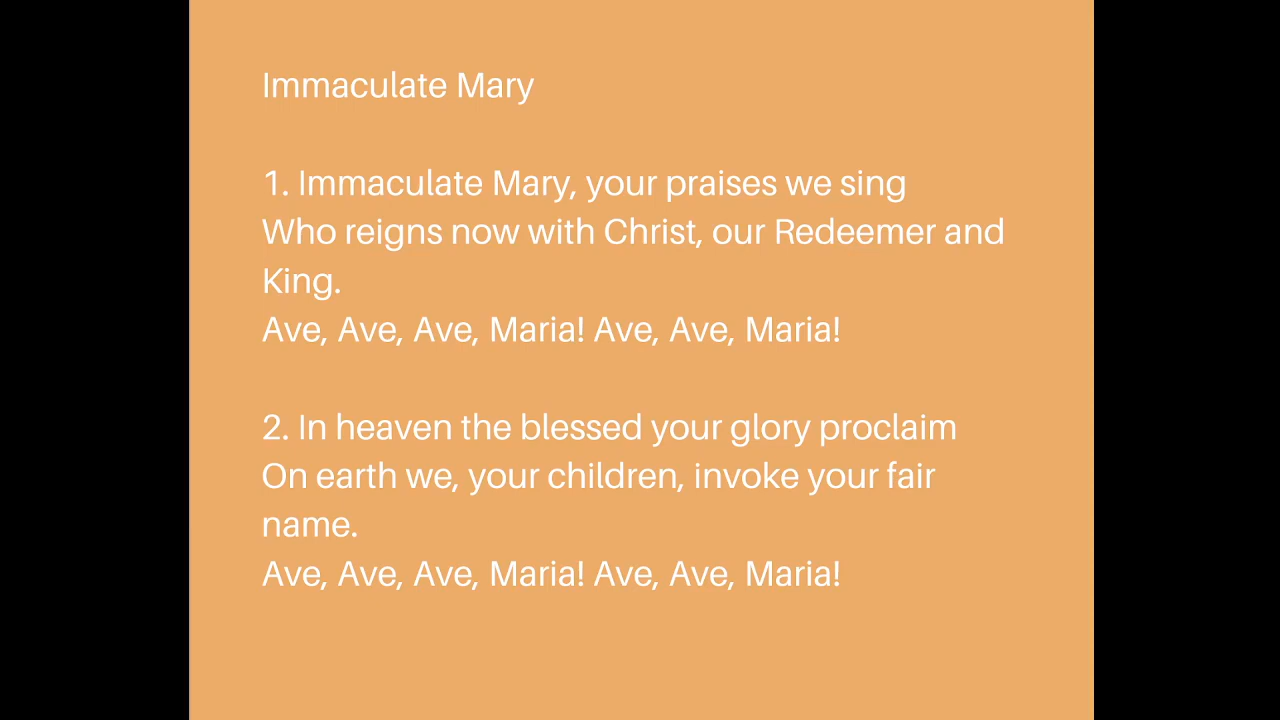 Immaculate Mary
1. Immaculate Mary, your praises we sing
Who reigns now with Christ, our Redeemer and
King.
Ave, Ave, Ave, Maria! Ave, Ave, Maria!
2. In heaven the blessed your glory proclaim
On earth we, your children, invoke your fair
name.
Ave, Ave, Ave, Maria! Ave, Ave, Maria!